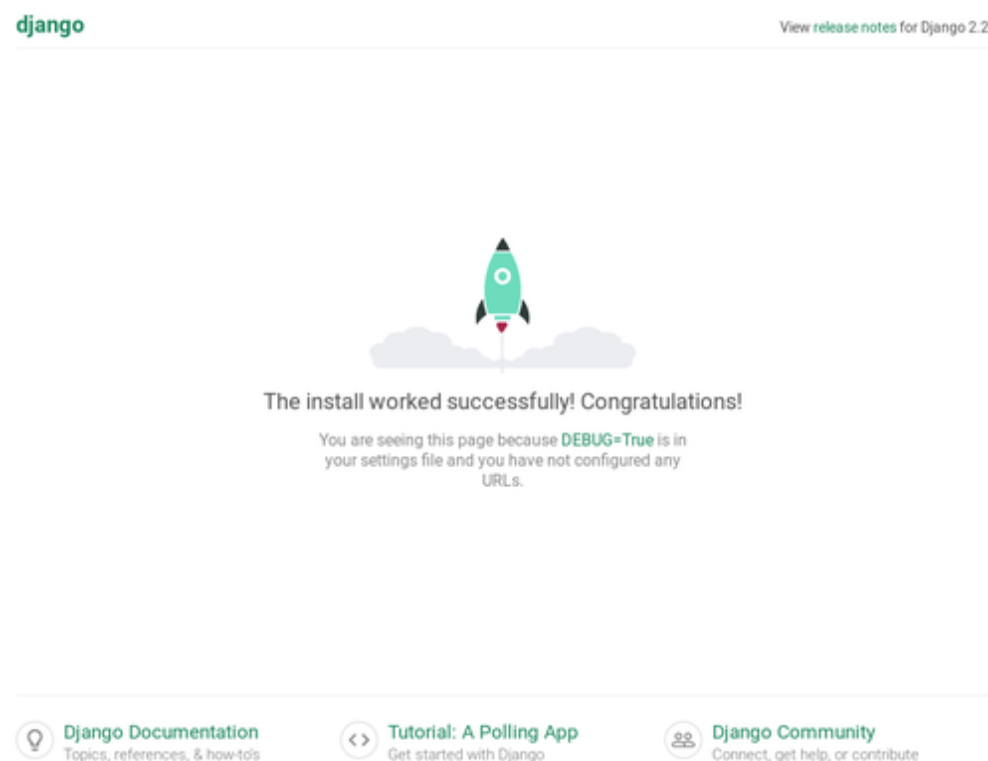 django
View release notes for Django 2.2
The install worked successfully! Congratulations!
You are seeing this page because DEBUG=True is in
your settings file and you have not configured any
URLs.
Django Documentation
Topics, references, & how-to's
Tutorial: A Polling App
Get started with Django
Django Community
Connect, get help, or contribute